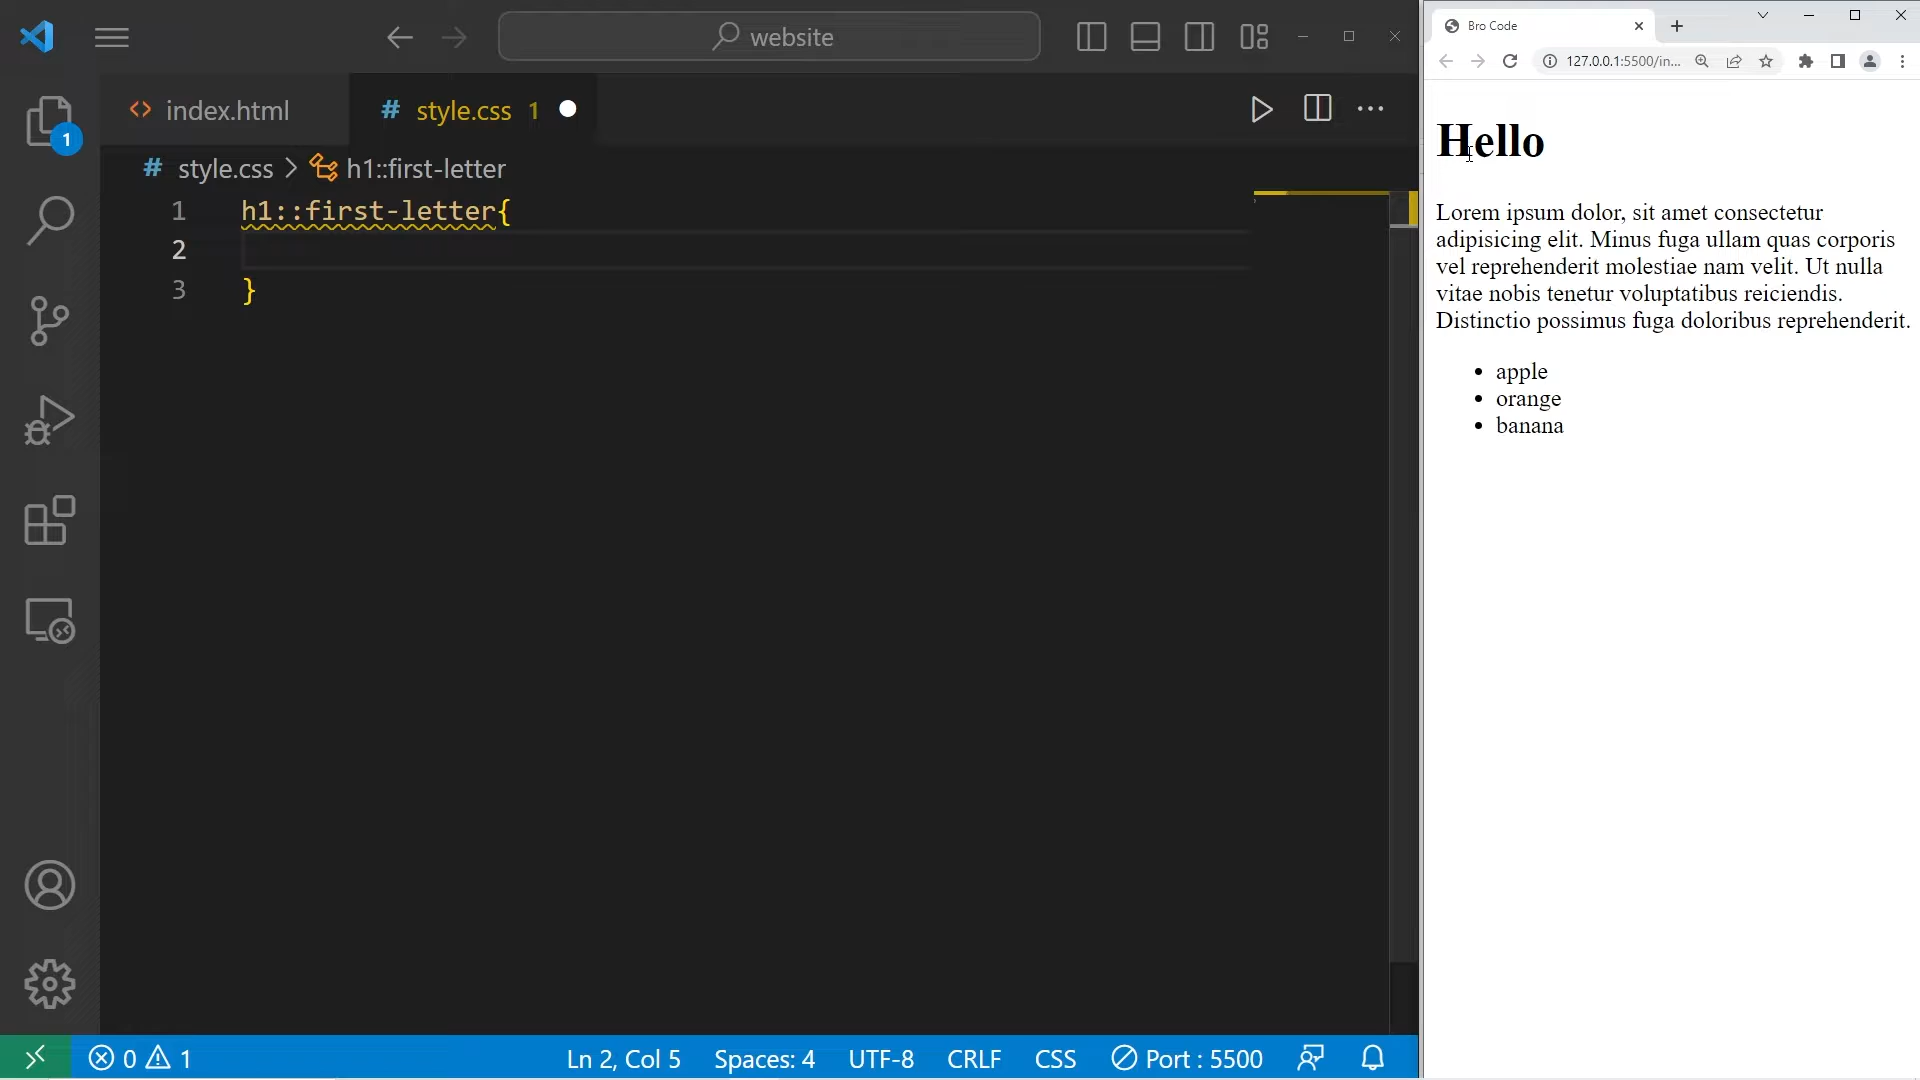 website
index.html
style.css 1
style.css > h1::first-letter
1 h1::first-letter{
2
3 }
0 1
Ln 2, Col 5 Spaces: 4 UTF-8 CRLF CSS Port : 5500
1
Bro Code
127.0.0.1:5500/in...
Hello
Lorem ipsum dolor, sit amet consectetur
adipisicing elit. Minus fuga ullam quas corporis
vel reprehenderit molestiae nam velit. Ut nulla
vitae nobis tenetur voluptatibus reiciendis.
Distinctio possimus fuga doloribus reprehenderit.
• apple
• orange
• banana